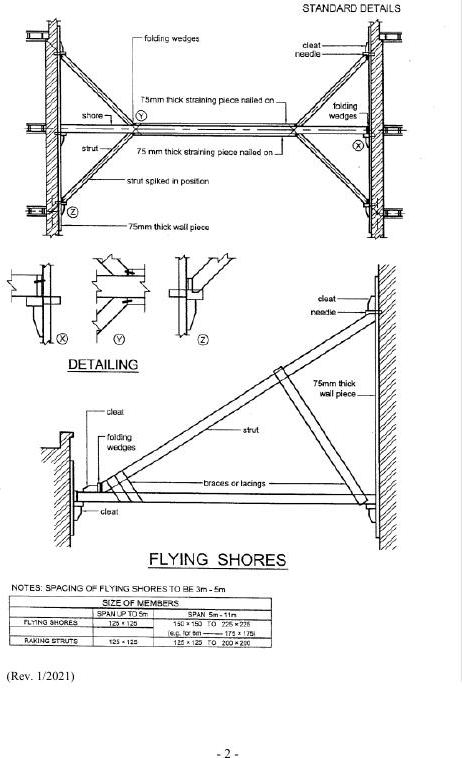 STANDARD DETAILS
folding wedges
cleat
needle
75mm thick straining piece nailed on
folding
wedges
shore
Y
X
strut
75 mm thick straining piece nailed on
strut spiked in position
Z
75mm thick wall piece
X
Y
Z
DETAILING
cleat
needle
75mm thick
wall piece
cleat
strut
folding
wedges
braces or lacings
cleat
FLYING SHORES
NOTES: SPACING OF FLYING SHORES TO BE 3m - 5m
SIZE OF MEMBERS
SPAN UP TO 5m SPAN 5m - 11m
FLYING SHORES 125 × 125 150 × 150 TO 225 × 225
(e.g. for 8m —— 175 × 175)
RAKING STRUTS 125 × 125 125 × 125 TO 200 × 200
(Rev. 1/2021)
- 2 -